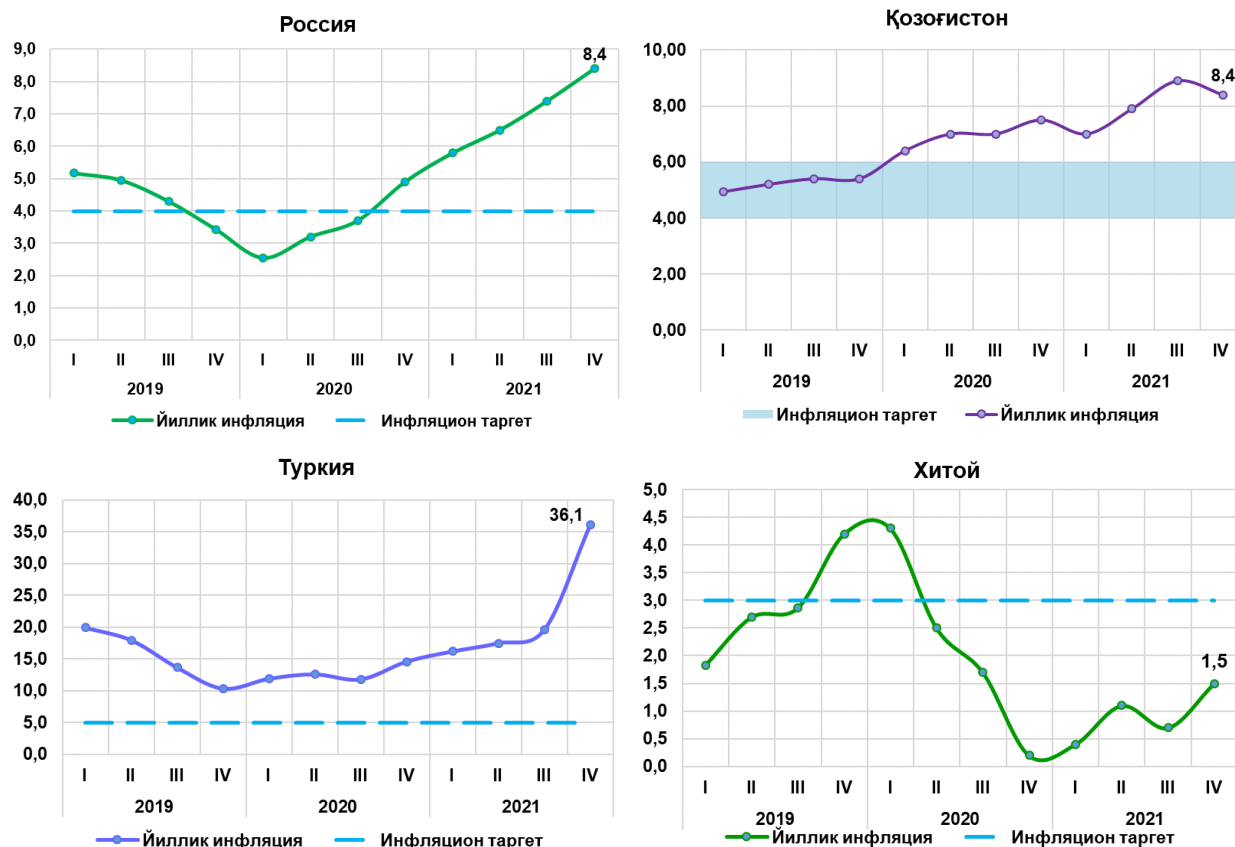 Россия
9,0
8,0
7,0
6,0
5,0
4,0
3,0
2,0
1,0
0,0
8,4
I II III IV I II III IV I II III IV
2019 2020 2021
Йиллик инфляция Инфляцион таргет
Қозоғистон
10,00
8,00
6,00
4,00
2,00
0,00
8,4
I II III IV I II III IV I II III IV
2019 2020 2021
Инфляцион таргет Йиллик инфляция
Туркия
40,0
35,0
30,0
25,0
20,0
15,0
10,0
5,0
0,0
36,1
I II III IV I II III IV I II III IV
2019 2020 2021
Йиллик инфляция Инфляцион таргет
Хитой
5,0
4,5
4,0
3,5
3,0
2,5
2,0
1,5
1,0
0,5
0,0
1,5
I II III IV I II III IV I II III IV
2019 2020 2021
Йиллик инфляция Инфляцион таргет